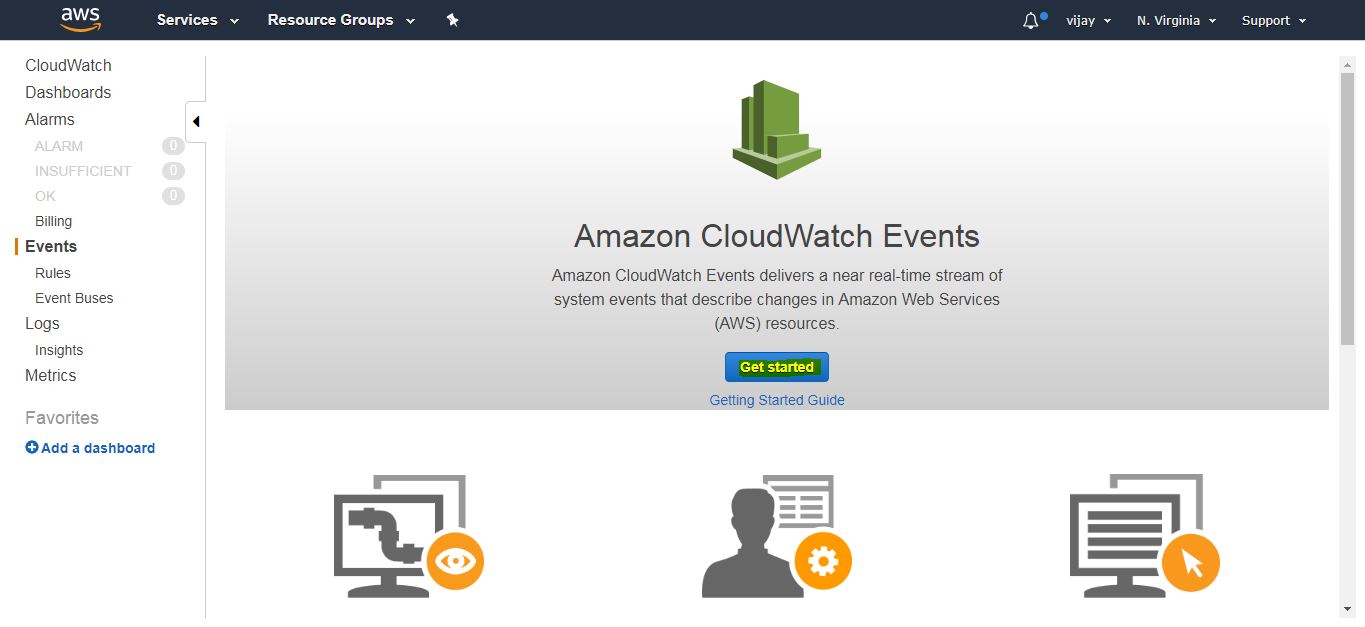 aws
Services
Resource Groups
vijay
N. Virginia
Support
CloudWatch
Dashboards
Alarms
ALARM 0
INSUFFICIENT 0
OK 0
Billing
Events
Rules
Event Buses
Logs
Insights
Metrics
Favorites
Add a dashboard
Amazon CloudWatch Events
Amazon CloudWatch Events delivers a near real-time stream of
system events that describe changes in Amazon Web Services
(AWS) resources.
Get started
Getting Started Guide